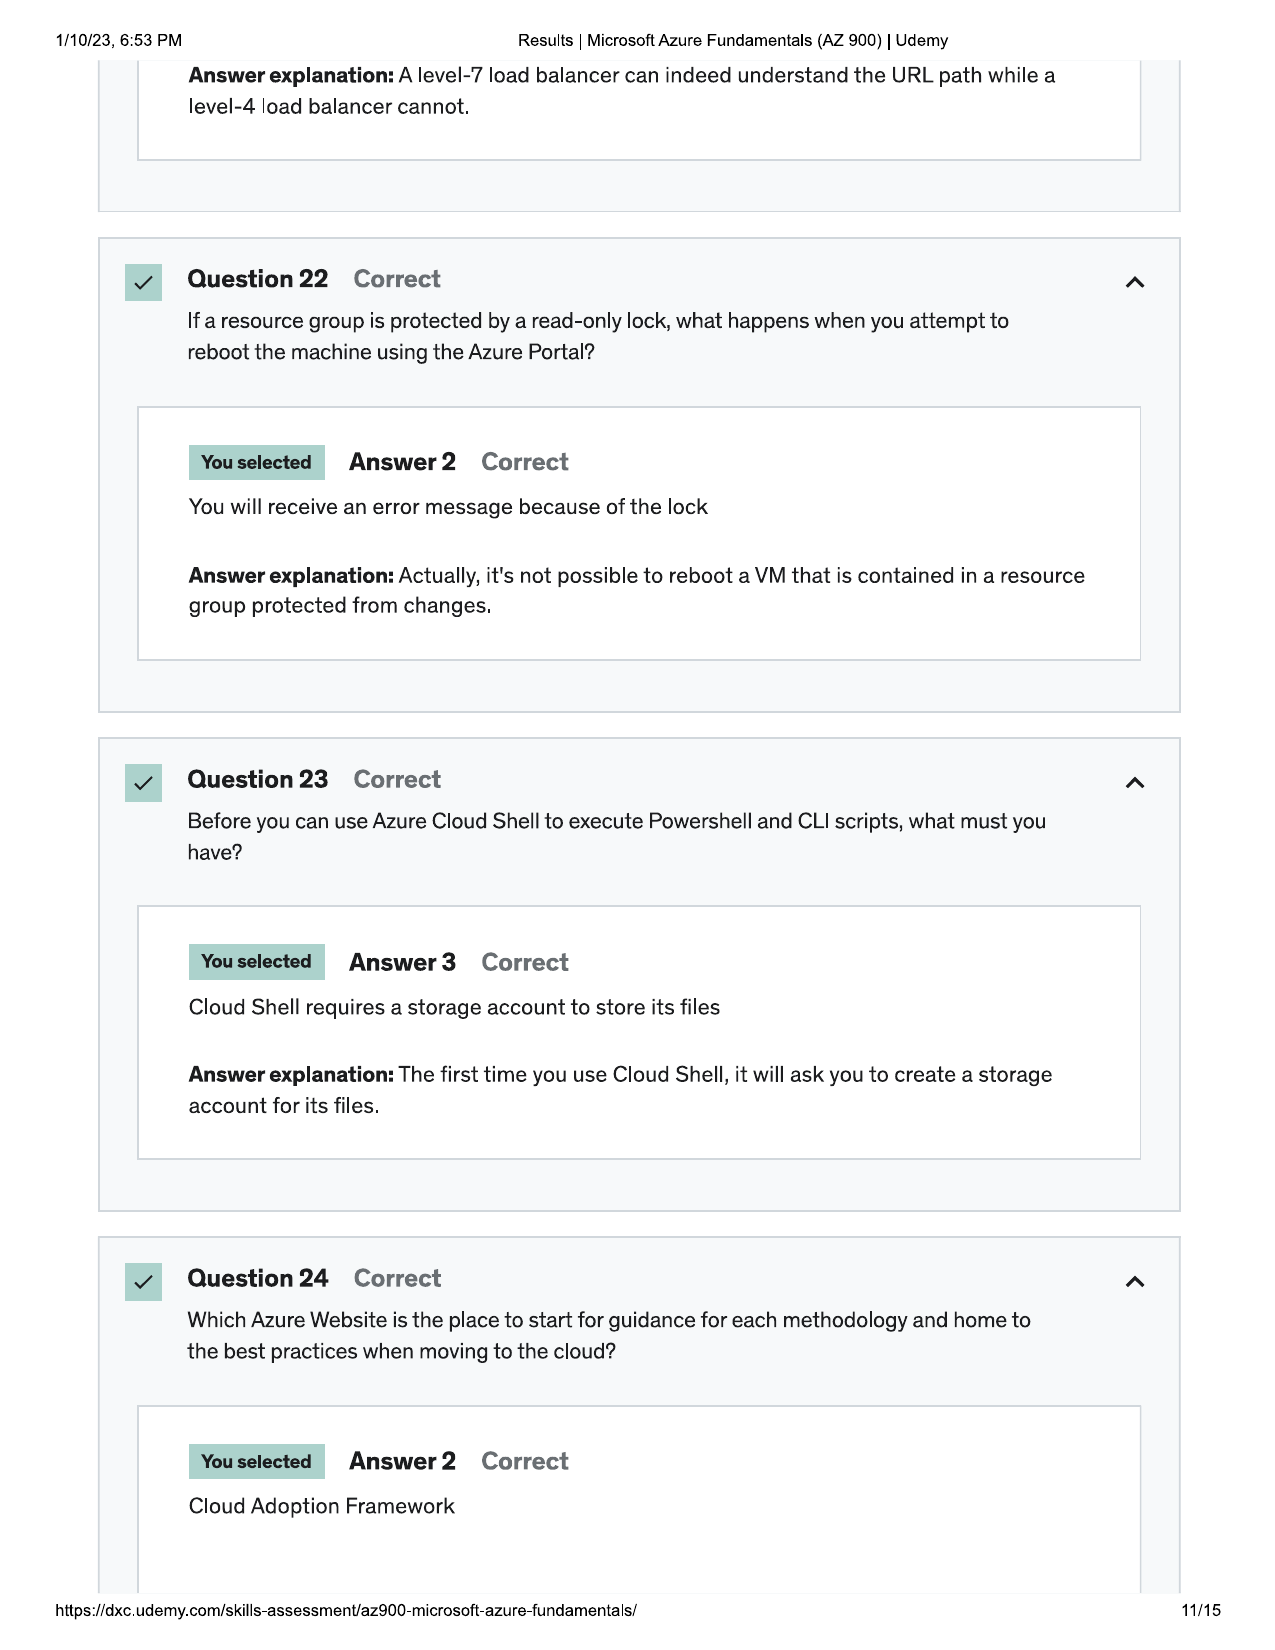 1/10/23, 6:53 PM
Results | Microsoft Azure Fundamentals (AZ 900) | Udemy
Answer explanation: A level-7 load balancer can indeed understand the URL path while a
level-4 load balancer cannot.
Question 22 Correct
If a resource group is protected by a read-only lock, what happens when you attempt to
reboot the machine using the Azure Portal?
You selected Answer 2 Correct
You will receive an error message because of the lock
Answer explanation: Actually, it's not possible to reboot a VM that is contained in a resource
group protected from changes.
Question 23 Correct
Before you can use Azure Cloud Shell to execute Powershell and CLI scripts, what must you
have?
You selected Answer 3 Correct
Cloud Shell requires a storage account to store its files
Answer explanation: The first time you use Cloud Shell, it will ask you to create a storage
account for its files.
Question 24 Correct
Which Azure Website is the place to start for guidance for each methodology and home to
the best practices when moving to the cloud?
You selected Answer 2 Correct
Cloud Adoption Framework
https://dxc.udemy.com/skills-assessment/az900-microsoft-azure-fundamentals/
11/15